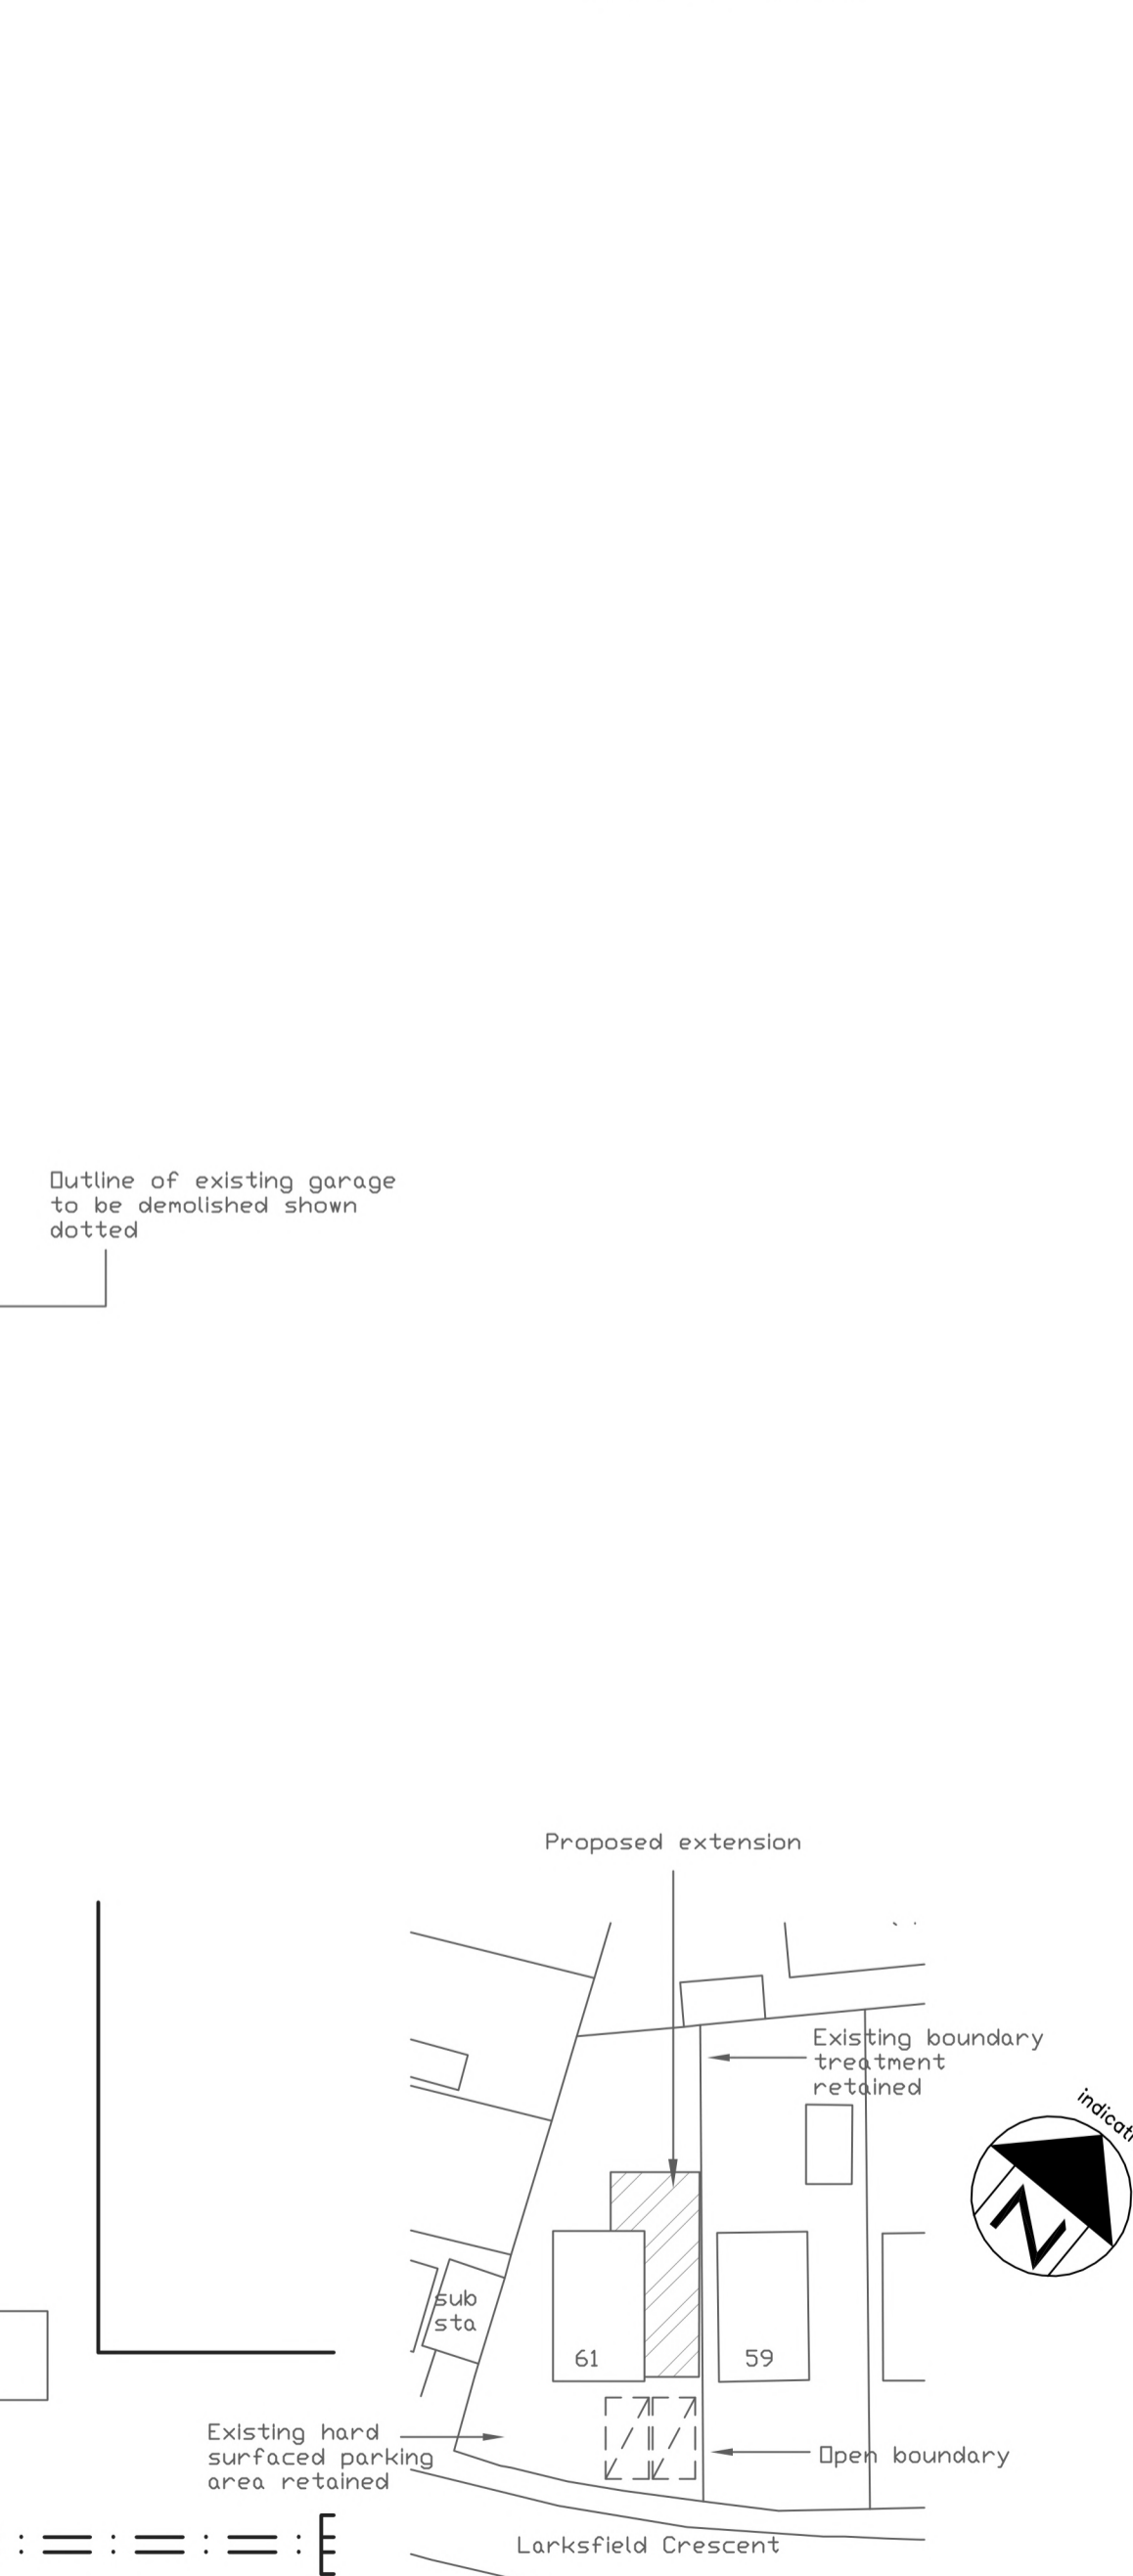 Outline of existing garage
to be demolished shown
dotted
Proposed extension
Existing boundary
treatment
retained
N
sub
sta
61
59
Existing hard
surfaced parking
area retained
Open boundary
Larksfield Crescent